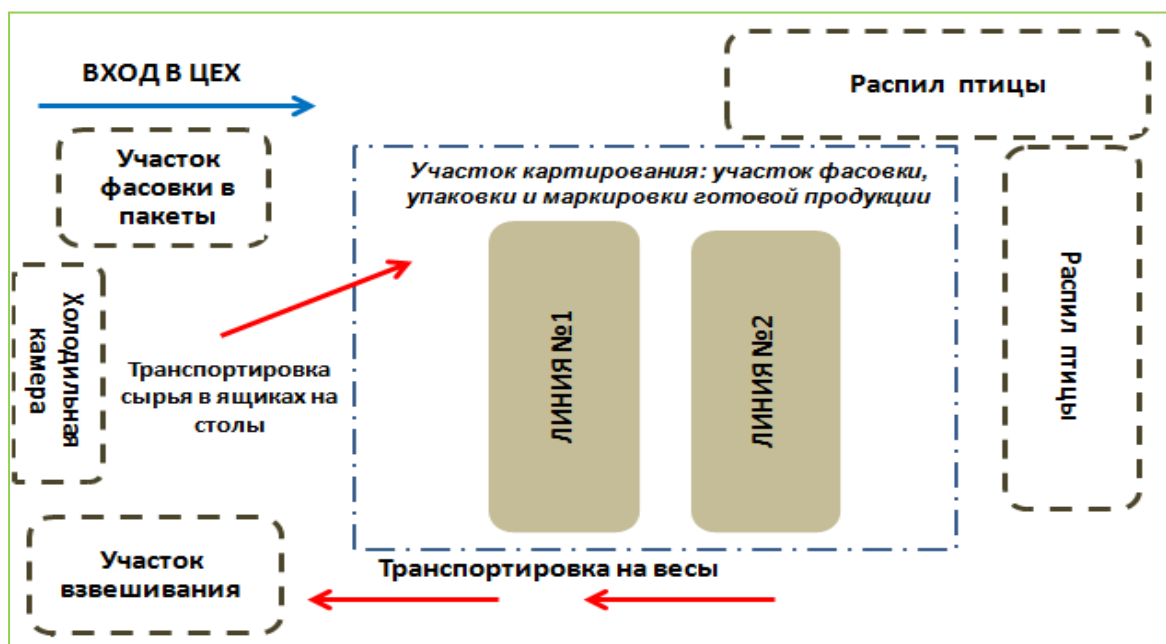 ВХОД В ЦЕХ
Распил птицы
Участок
фасовки в
пакеты
Участок картирования: участок фасовки,
упаковки и маркировки готовой продукции
Холодильная
камера
Транспортировка
сырья в ящиках на
столы
ЛИНИЯ №1
ЛИНИЯ №2
Распил птицы
Участок
взвешивания
Транспортировка на весы